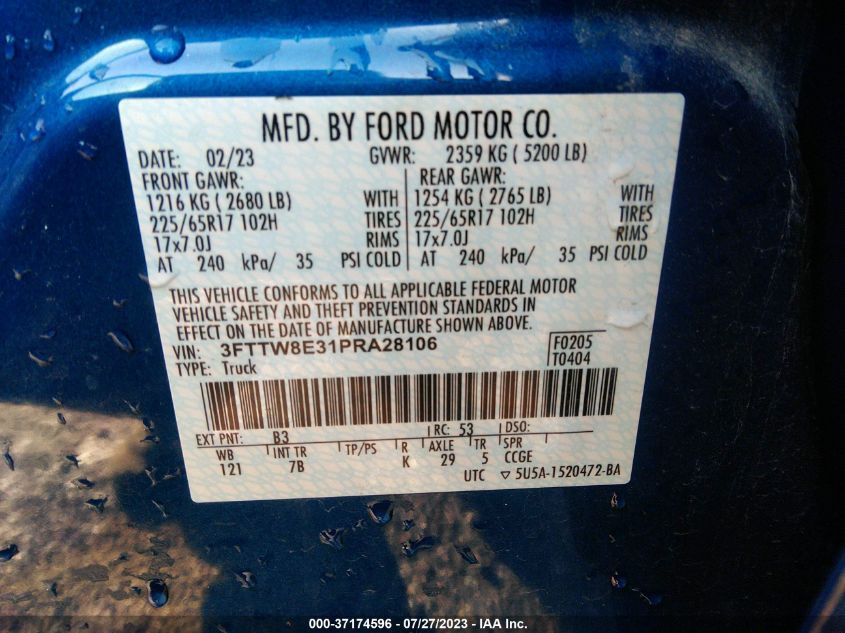 MFD. BY FORD MOTOR CO.
DATE: 02/23 GVWR: 2359 KG ( 5200 LB)
FRONT GAWR: REAR GAWR:
1216 KG ( 2680 LB) WITH 1254 KG ( 2765 LB) WITH
225/65R17 102H TIRES 225/65R17 102H TIRES
17x7.0J RIMS 17x7.0J RIMS
AT 240 kPa/ 35 PSI COLD AT 240 kPa/ 35 PSI COLD
THIS VEHICLE CONFORMS TO ALL APPLICABLE FEDERAL MOTOR
VEHICLE SAFETY AND THEFT PREVENTION STANDARDS IN
EFFECT ON THE DATE OF MANUFACTURE SHOWN ABOVE.
VIN: 3FTTW8E31PRA28106 F0205
TYPE: Truck T0404
EXT PNT: B3 RC: 53 DSO:
WB INT TR TP/PS R AXLE TR SPR
121 7B K 29 5 CCGE
UTC ▽ 5U5A-1520472-BA
000-37174596 - 07/27/2023 - IAA Inc.